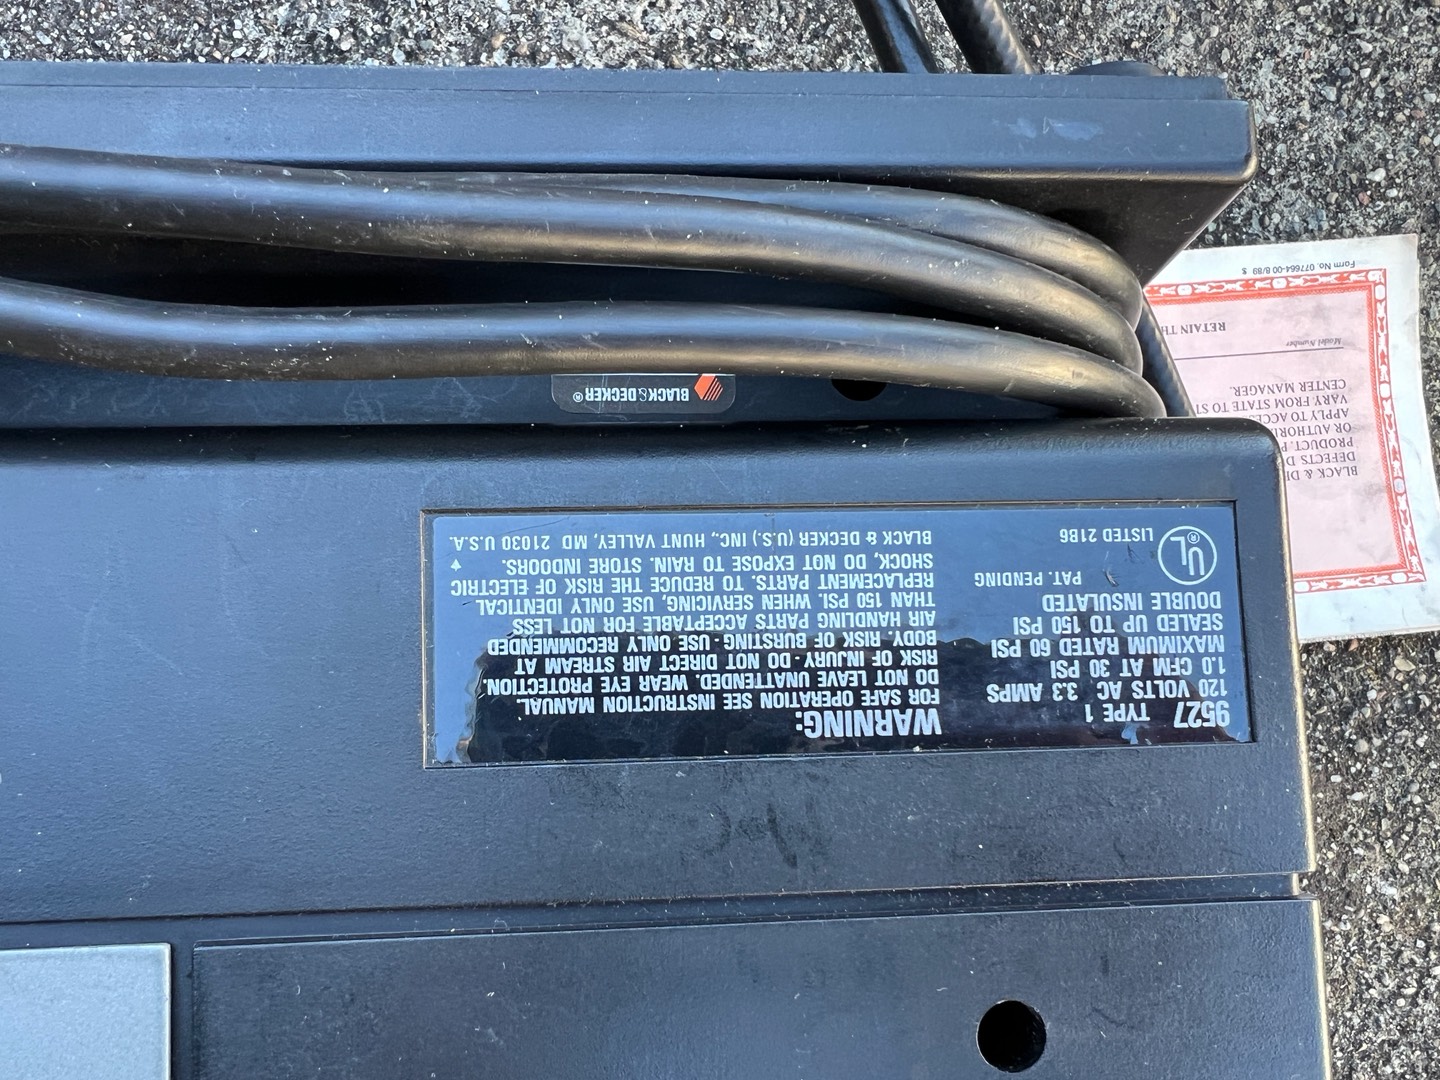 9527 TYPE 1
120 VOLTS AC 3.3 AMPS
1.0 CFM AT 30 PSI
MAXIMUM RATED 60 PSI
SEALED UP TO 150 PSI
DOUBLE INSULATED
PAT. PENDING
UL ®
LISTED 21B6
WARNING:
FOR SAFE OPERATION SEE INSTRUCTION MANUAL.
DO NOT LEAVE UNATTENDED. WEAR EYE PROTECTION.
RISK OF INJURY - DO NOT DIRECT AIR STREAM AT
BODY. RISK OF BURSTING - USE ONLY RECOMMENDED
AIR HANDLING PARTS ACCEPTABLE FOR NOT LESS
THAN 150 PSI. WHEN SERVICING, USE ONLY IDENTICAL
REPLACEMENT PARTS. TO REDUCE THE RISK OF ELECTRIC
SHOCK, DO NOT EXPOSE TO RAIN. STORE INDOORS.
BLACK & DECKER (U.S.) INC., HUNT VALLEY, MD 21030 U.S.A.
BLACK&DECKER®
BLACK &
DEFECTS
PRODUCT.
OR
APPLY TO
VARY FROM STATE TO
CENTER MANAGER.
Model Number
RETAIN
Form No. 077664-00 8/89